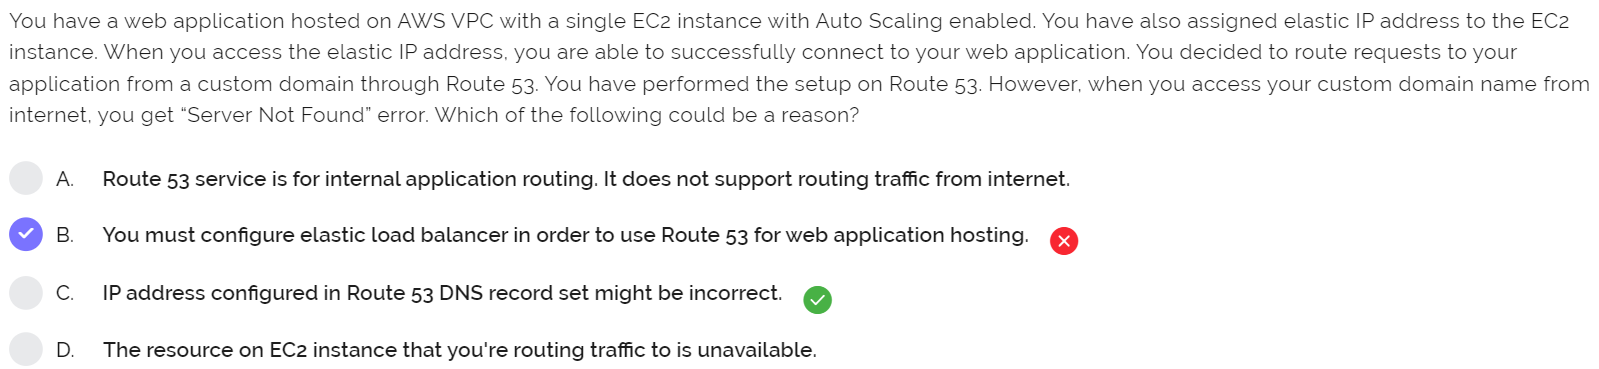 You have a web application hosted on AWS VPC with a single EC2 instance with Auto Scaling enabled. You have also assigned elastic IP address to the EC2
instance. When you access the elastic IP address, you are able to successfully connect to your web application. You decided to route requests to your
application from a custom domain through Route 53. You have performed the setup on Route 53. However, when you access your custom domain name from
internet, you get “Server Not Found” error. Which of the following could be a reason?
A. Route 53 service is for internal application routing. It does not support routing traffic from internet.
B. You must configure elastic load balancer in order to use Route 53 for web application hosting.
C. IP address configured in Route 53 DNS record set might be incorrect.
D. The resource on EC2 instance that you're routing traffic to is unavailable.